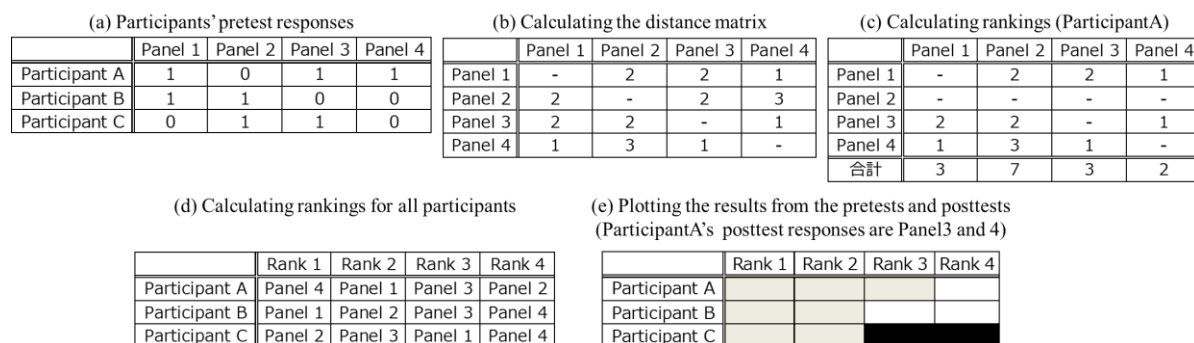 (a) Participants' pretest responses
Panel 1 Panel 2 Panel 3 Panel 4
Participant A 1 0 1 1
Participant B 1 1 0 0
Participant C 0 1 1 0
(b) Calculating the distance matrix
Panel 1 Panel 2 Panel 3 Panel 4
Panel 1 - 2 2 1
Panel 2 2 - 2 3
Panel 3 2 2 - 1
Panel 4 1 3 1 -
(c) Calculating rankings (ParticipantA)
Panel 1 Panel 2 Panel 3 Panel 4
Panel 1 - 2 2 1
Panel 2 - - - -
Panel 3 2 2 - 1
Panel 4 1 3 1 -
合計 3 7 3 2
(d) Calculating rankings for all participants
Rank 1 Rank 2 Rank 3 Rank 4
Participant A Panel 4 Panel 1 Panel 3 Panel 2
Participant B Panel 1 Panel 2 Panel 3 Panel 4
Participant C Panel 2 Panel 3 Panel 1 Panel 4
(e) Plotting the results from the pretests and posttests
(ParticipantA's posttest responses are Panel3 and 4)
Rank 1 Rank 2 Rank 3 Rank 4
Participant A
Participant B
Participant C